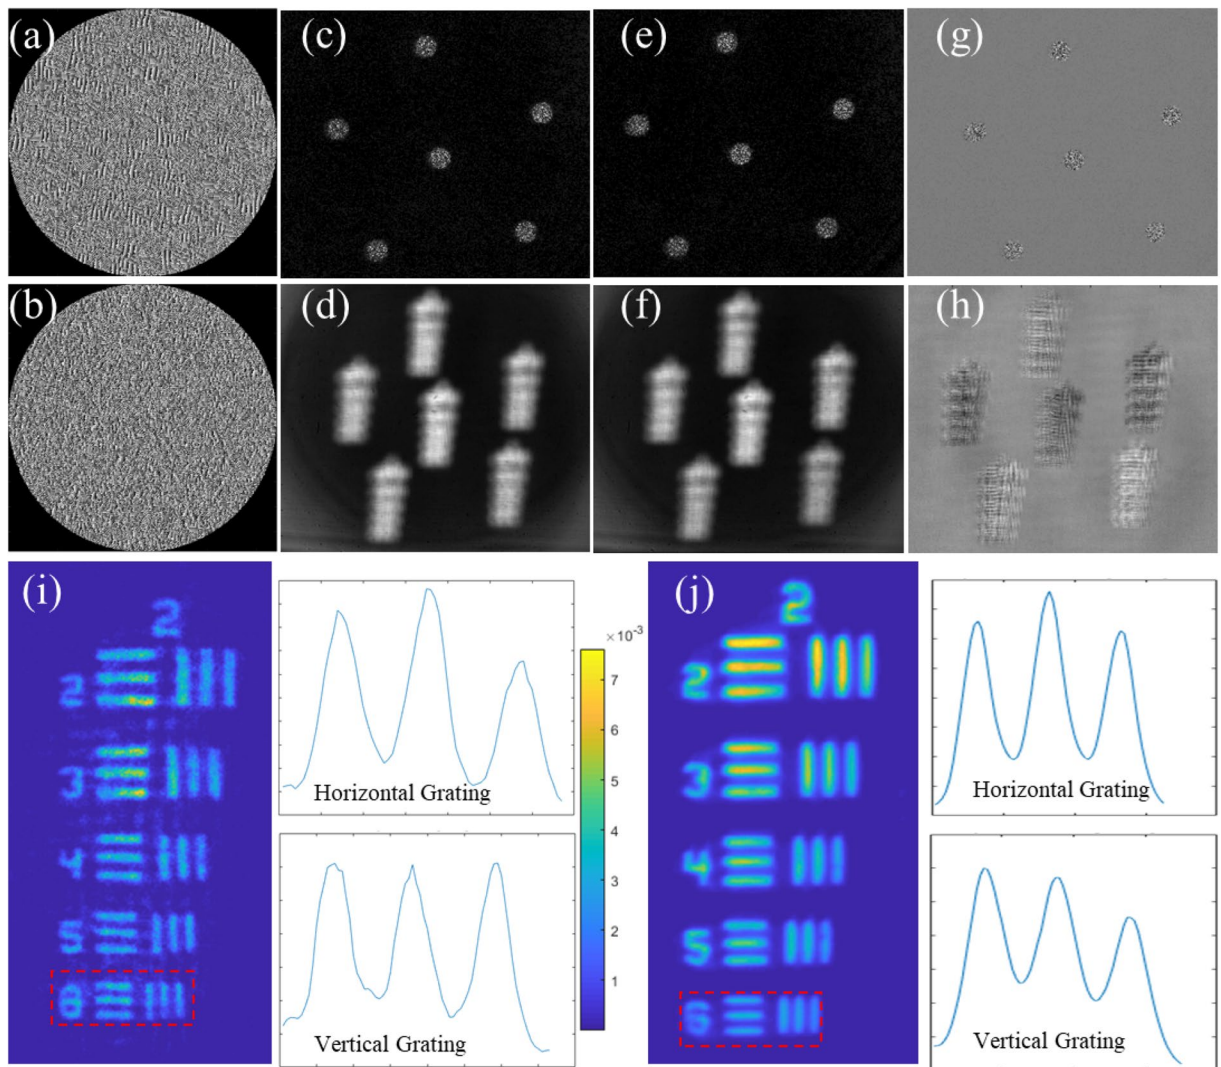 (a)
(c)
(e)
(g)
(b)
(d)
(f)
(h)
(i)
2
2
3
4
5
6
Horizontal Grating
Vertical Grating
×10-3
7
6
5
4
3
2
1
(j)
2
2
3
4
5
6
Horizontal Grating
Vertical Grating